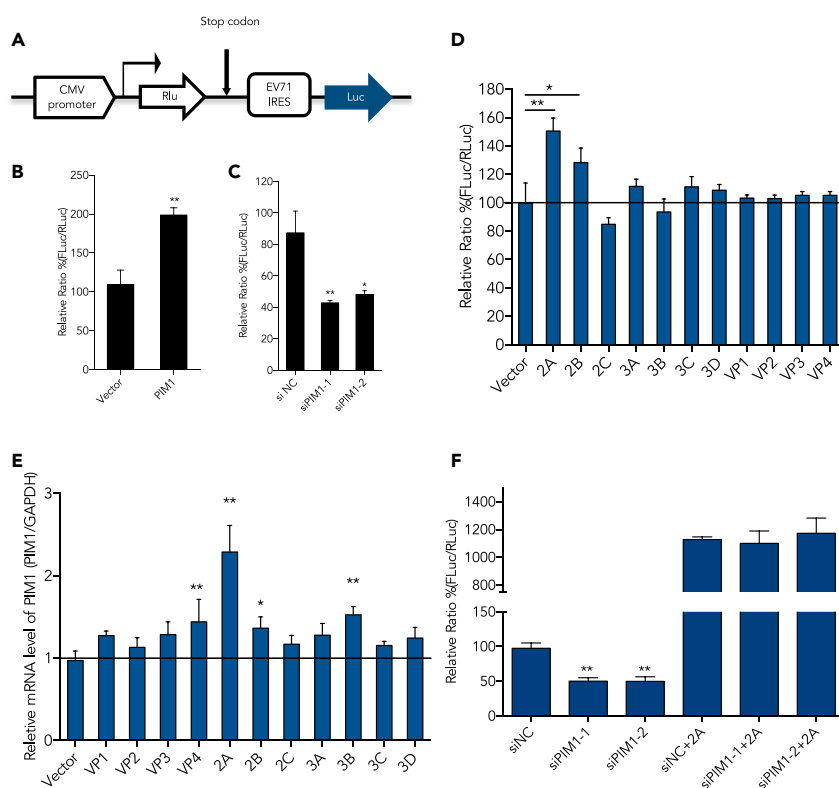 A
Stop codon
CMV
promoter
Rlu
EV71
IRES
Luc
B
Relative Ratio %(FLuc/RLuc)
250
200
150
100
50
0
Vector
PIM1
**
C
Relative Ratio %(FLuc/RLuc)
120
100
80
60
40
20
0
si NC
siPIM1-1
siPIM1-2
**
*
D
Relative Ratio %(FLuc/RLuc)
180
160
140
120
100
80
60
40
20
0
*
**
Vector
2A
2B
2C
3A
3B
3C
3D
VP1
VP2
VP3
VP4
E
Reletive mRNA level of PIM1 (PIM1/GAPDH)
3
2
1
0
**
**
*
**
Vector
VP1
VP2
VP3
VP4
2A
2B
2C
3A
3B
3C
3D
F
Relative Ratio %(FLuc/RLuc)
1400
1200
1000
800
150
100
50
0
**
**
siNC
siPIM1-1
siPIM1-2
siNC+2A
siPIM1-1+2A
siPIM1-2+2A